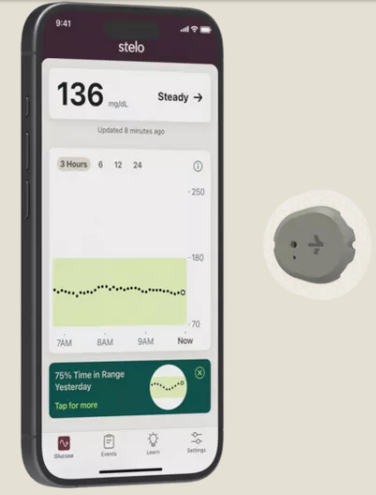 9:41
stelo
136 mg/dL Steady →
Updated 8 minutes ago
3 Hours 6 12 24
250
180
70
7AM 8AM 9AM Now
75% Time in Range
Yesterday
Tap for more
Glucose Events Learn Settings